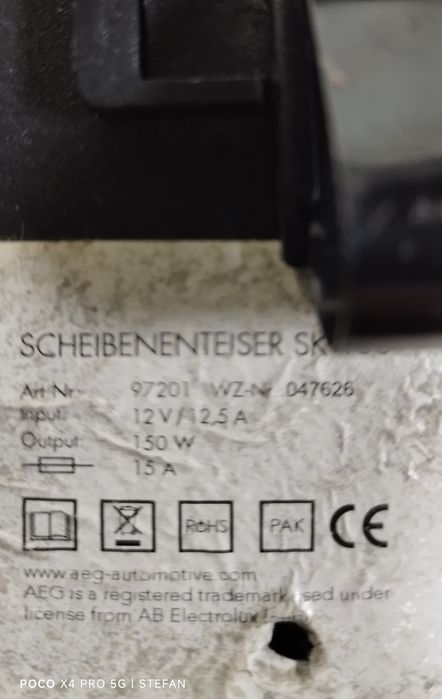 SCHEIBENENTEISER
Art-Nr. 97201 WZ-Nr. 047626
Input: 12 V / 12,5 A
Output: 150 W
15 A
RoHS PAK CE
www.aeg-automotive.com
AEG is a registered trademark used under
license from AB Electrolux
POCO X4 PRO 5G | STEFAN